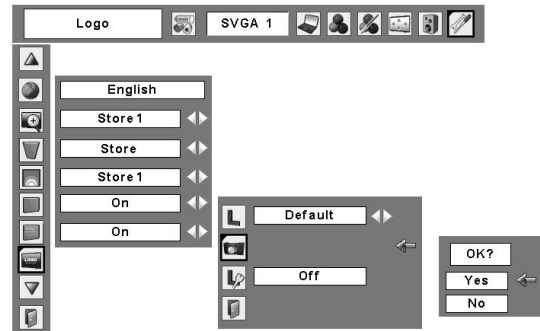 Logo
SVGA 1
English
Store 1
Store
Store 1
On
On
Default
Off
OK?
Yes
No